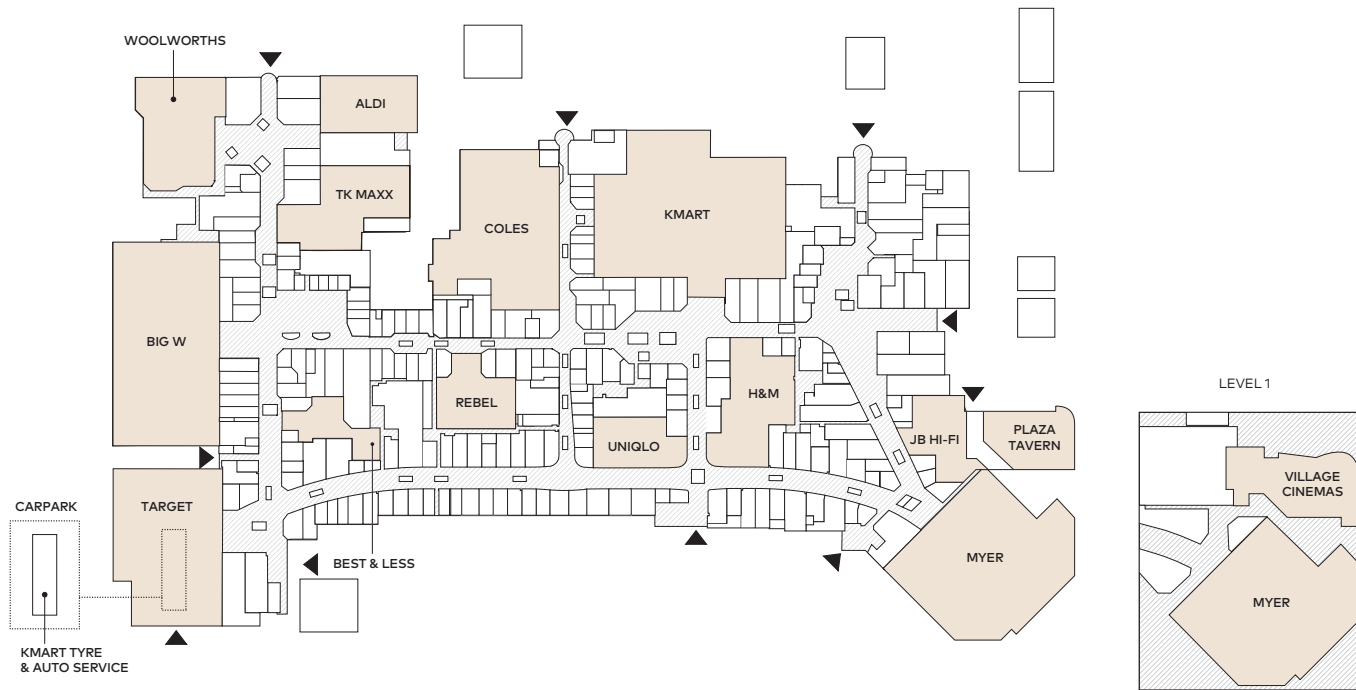 WOOLWORTHS
ALDI
TK MAXX
COLES
KMART
BIG W
REBEL
H&M
UNIQLO
JB HI-FI
PLAZA
TAVERN
LEVEL 1
VILLAGE
CINEMAS
CARPARK
TARGET
BEST & LESS
MYER
MYER
KMART TYRE
& AUTO SERVICE